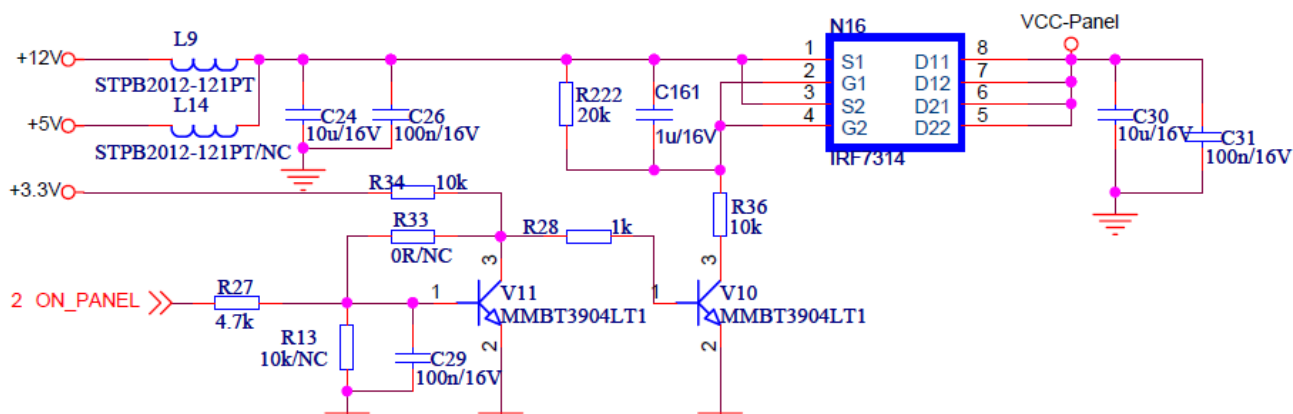 VCC-Panel
L9
N16
+12V
1
8
S1
D11
STPB2012-121PT
2
7
G1
D12
L14
R222
C161
3
6
C24
C26
20k
S2
D21
C30
+5V
10u/16V
100n/16V
1u/16V
4
5
G2
D22
10u/16V
C31
STPB2012-121PT/NC
IRF7314
100n/16V
+3.3V
R34
10k
R33
R28
1k
R36
0R/NC
10k
3
3
2 ON_PANEL
R27
1
V11
1
V10
4.7k
MMBT3904LT1
MMBT3904LT1
R13
10k/NC
C29
2
2
100n/16V